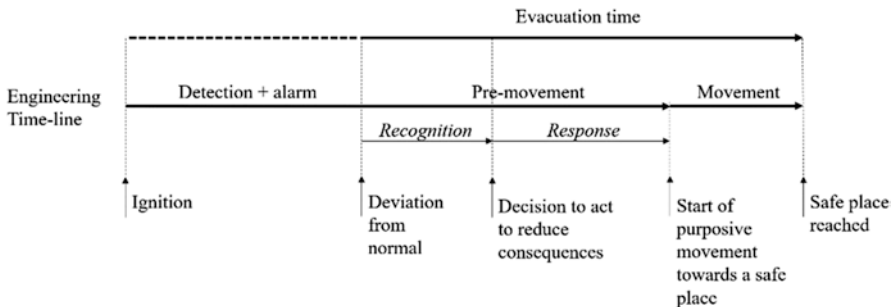 Evacuation time
Detection + alarm
Pre-movement
Movement
Engineering
Time-line
Recognition
Response
Ignition
Deviation
from
normal
Decision to act
to reduce
consequences
Start of
purposive
movement
towards a safe
place
Safe place
reached